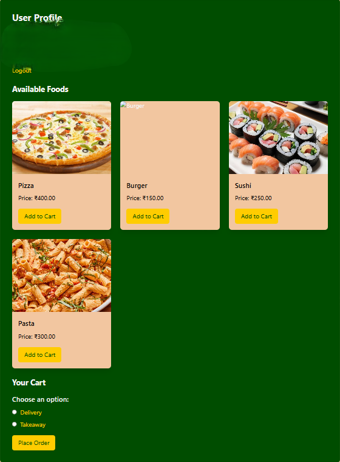 User Profile
Logout
Available Foods
Burger
Pizza
Price: ₹400.00
Add to Cart
Burger
Price: ₹150.00
Add to Cart
Sushi
Price: ₹250.00
Add to Cart
Pasta
Price: ₹300.00
Add to Cart
Your Cart
Choose an option:
Delivery
Takeaway
Place Order